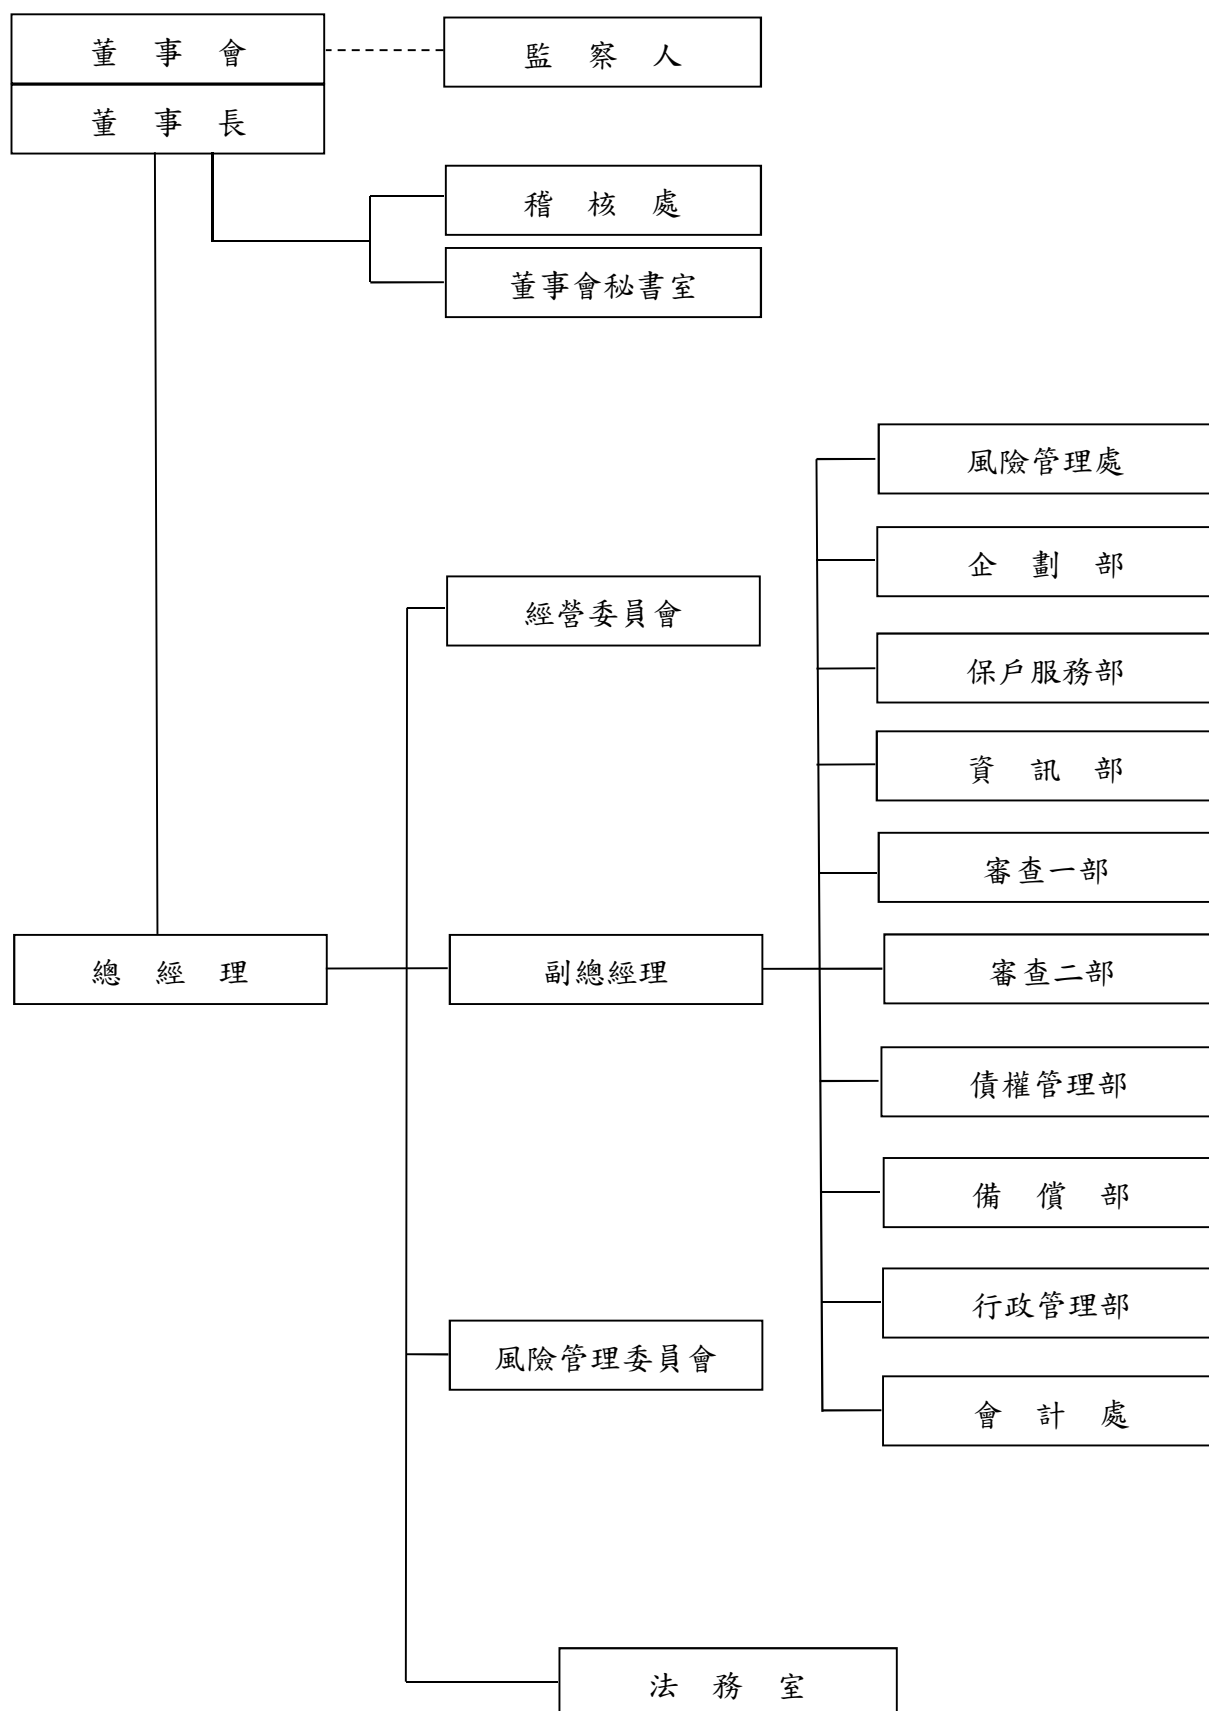 董事會
監察人
董事長
稽核處
董事會秘書室
風險管理處
企劃部
經營委員會
保戶服務部
資訊部
審查一部
總經理
副總經理
審查二部
債權管理部
備償部
行政管理部
風險管理委員會
會計處
法務室